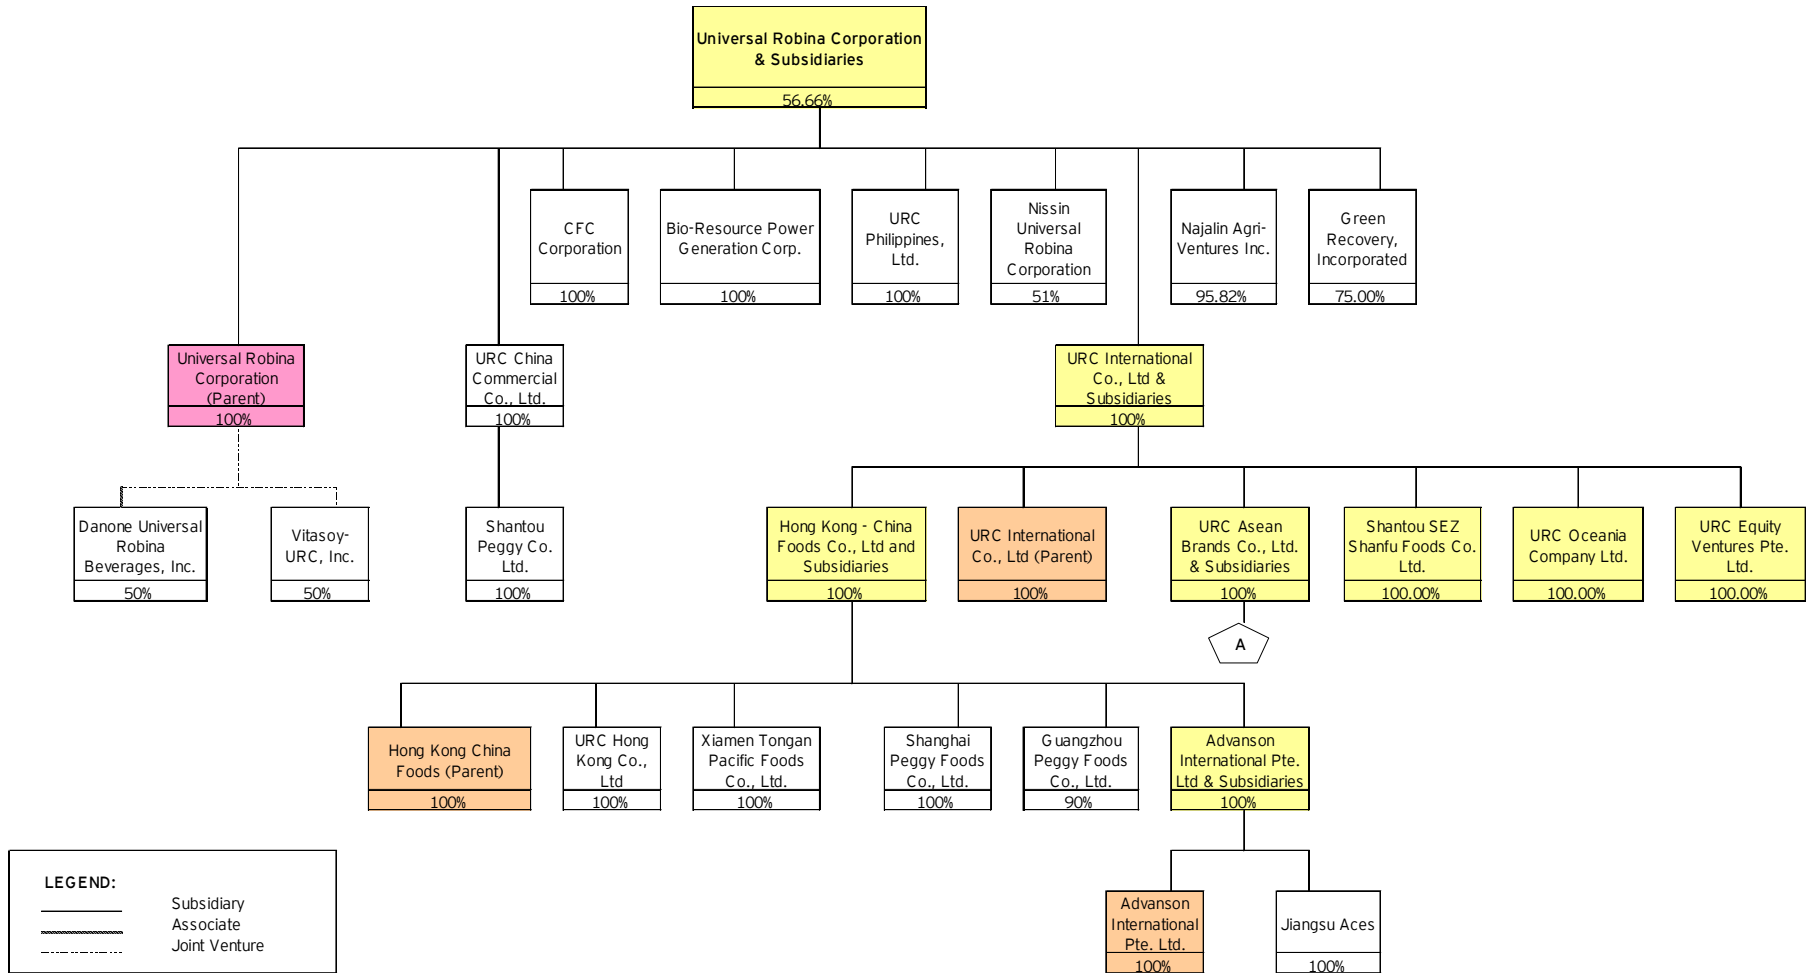 Universal Robina Corporation
& Subsidiaries
56.66%
CFC
Corporation
100%
Bio-Resource Power
Generation Corp.
100%
URC
Philippines,
Ltd.
100%
Nissin
Universal
Robina
Corporation
51%
Najalin Agri-
Ventures Inc.
95.82%
Green
Recovery,
Incorporated
75.00%
Universal Robina
Corporation
(Parent)
100%
URC China
Commercial
Co., Ltd.
100%
URC International
Co., Ltd &
Subsidiaries
100%
Danone Universal
Robina
Beverages, Inc.
50%
Vitasoy-
URC, Inc.
50%
Shantou
Peggy Co.
Ltd.
100%
Hong Kong - China
Foods Co., Ltd and
Subsidiaries
100%
URC International
Co., Ltd (Parent)
100%
URC Asean
Brands Co., Ltd.
& Subsidiaries
100%
Shantou SEZ
Shanfu Foods Co.
Ltd.
100.00%
URC Oceania
Company Ltd.
100.00%
URC Equity
Ventures Pte.
Ltd.
100.00%
A
Hong Kong China
Foods (Parent)
100%
URC Hong
Kong Co.,
Ltd
100%
Xiamen Tongan
Pacific Foods
Co., Ltd.
100%
Shanghai
Peggy Foods
Co., Ltd.
100%
Guangzhou
Peggy Foods
Co., Ltd.
90%
Advanson
International Pte.
Ltd & Subsidiaries
100%
Advanson
International
Pte. Ltd.
100%
Jiangsu Aces
100%
LEGEND:
Subsidiary
Associate
Joint Venture